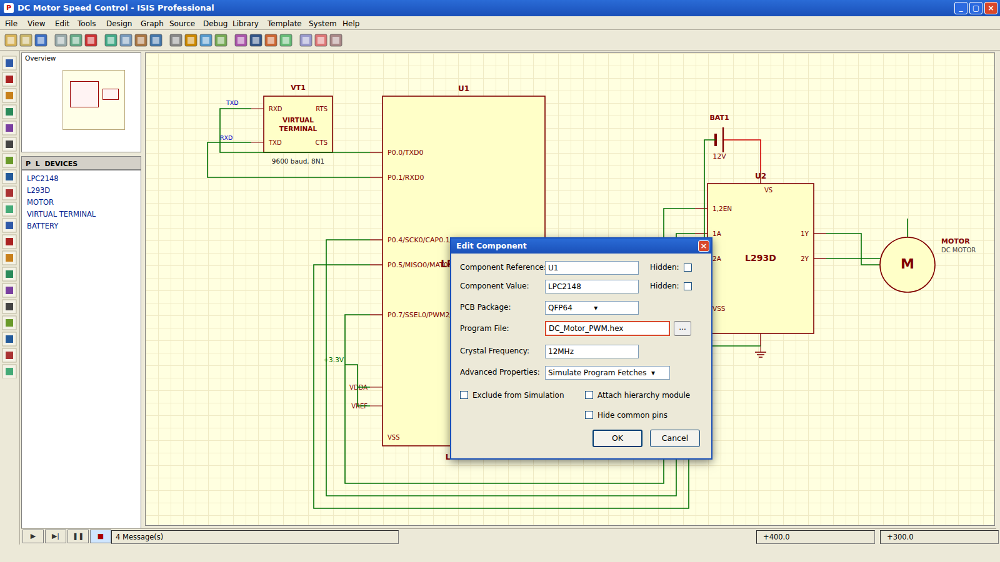 P DC Motor Speed Control - ISIS Professional
File View Edit Tools Design Graph Source Debug Library Template System Help
Overview
P L DEVICES
LPC2148
L293D
MOTOR
VIRTUAL TERMINAL
BATTERY
VT1
TXD
RXD
RXD RTS
VIRTUAL
TERMINAL
TXD CTS
9600 baud, 8N1
U1
P0.0/TXD0
P0.1/RXD0
P0.4/SCK0/CAP0.1
P0.5/MISO0/MAT0
P0.7/SSEL0/PWM2
+3.3V
VDDA
VREF
VSS
BAT1
12V
U2
VS
1,2EN
1A 1Y
2A L293D 2Y
VSS
M
MOTOR
DC MOTOR
Edit Component
Component Reference: U1 Hidden:
Component Value: LPC2148 Hidden:
PCB Package: QFP64 ▾
Program File: DC_Motor_PWM.hex ...
Crystal Frequency: 12MHz
Advanced Properties: Simulate Program Fetches ▾
Exclude from Simulation Attach hierarchy module
Hide common pins
OK Cancel
4 Message(s) +400.0 +300.0